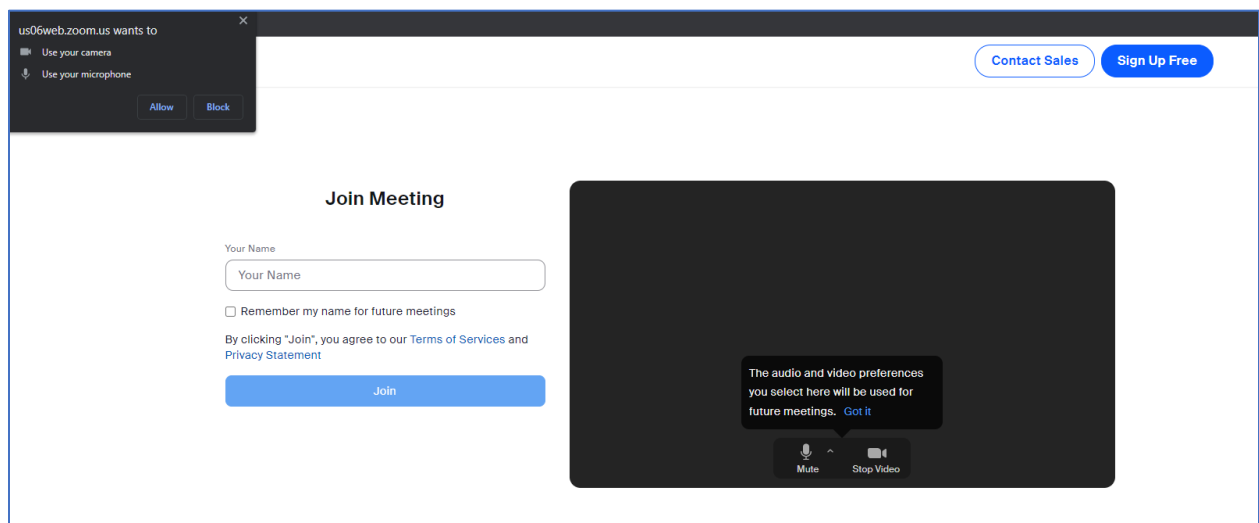 us06web.zoom.us wants to
Use your camera
Use your microphone
Allow Block
Contact Sales Sign Up Free
Join Meeting
Your Name
Your Name
Remember my name for future meetings
By clicking "Join", you agree to our Terms of Services and
Privacy Statement
Join
The audio and video preferences
you select here will be used for
future meetings. Got it
Mute Stop Video